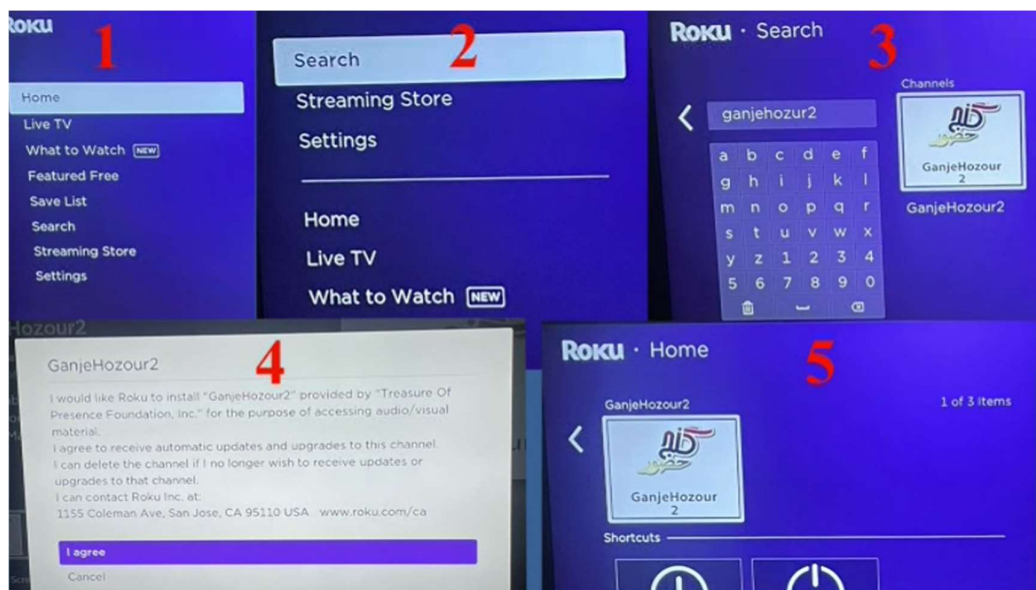 ROKU
1
Home
Live TV
What to Watch NEW
Featured Free
Save List
Search
Streaming Store
Settings
2
Search
Streaming Store
Settings
Home
Live TV
What to Watch NEW
ROKU · Search
3
ganjehozur2
a b c d e f
g h i j k l
m n o p q r
s t u v w x
y z 1 2 3 4
5 6 7 8 9 0
Channels
گنج
حضور
GanjeHozour
2
GanjeHozour2
Hozour2
4
GanjeHozour2
I would like Roku to install "GanjeHozour2" provided by "Treasure Of
Presence Foundation, Inc." for the purpose of accessing audio/visual
material.
I agree to receive automatic updates and upgrades to this channel.
I can delete the channel if I no longer wish to receive updates or
upgrades to that channel.
I can contact Roku Inc. at:
1155 Coleman Ave, San Jose, CA 95110 USA www.roku.com/ca
I agree
Cancel
ROKU · Home
5
GanjeHozour2
1 of 3 items
گنج
حضور
GanjeHozour
2
Shortcuts